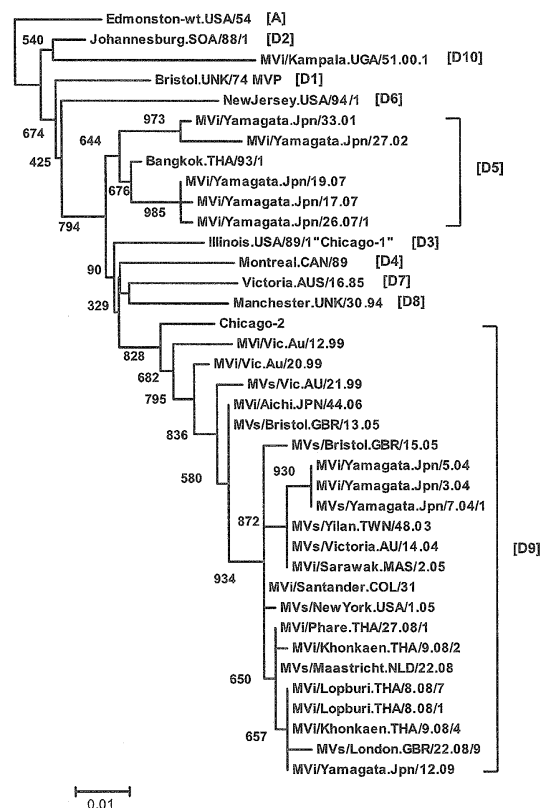 Edmonston-wt.USA/54 [A]
540
Johannesburg.SOA/88/1 [D2]
MVi/Kampala.UGA/51.00.1 [D10]
Bristol.UNK/74 MVP [D1]
NewJersey.USA/94/1 [D6]
674
973
MVi/Yamagata.Jpn/33.01
644
MVi/Yamagata.Jpn/27.02
425
Bangkok.THA/93/1
[D5]
MVi/Yamagata.Jpn/19.07
676
MVi/Yamagata.Jpn/17.07
985
MVi/Yamagata.Jpn/26.07/1
794
Illinois.USA/89/1"Chicago-1" [D3]
Montreal.CAN/89 [D4]
90
Victoria.AUS/16.85 [D7]
Manchester.UNK/30.94 [D8]
329
Chicago-2
MVi/Vic.Au/12.99
828
MVi/Vic.Au/20.99
682
MVs/Vic.AU/21.99
795
MVi/Aichi.JPN/44.06
MVs/Bristol.GBR/13.05
836
MVs/Bristol.GBR/15.05
MVi/Yamagata.Jpn/5.04
930
580
MVi/Yamagata.Jpn/3.04
MVs/Yamagata.Jpn/7.04/1
872
MVs/Yilan.TWN/48.03
MVs/Victoria.AU/14.04
[D9]
MVi/Sarawak.MAS/2.05
934
MVi/Santander.COL/31
MVs/NewYork.USA/1.05
MVi/Phare.THA/27.08/1
MVi/Khonkaen.THA/9.08/2
MVs/Maastricht.NLD/22.08
650
MVi/Lopburi.THA/8.08/7
MVi/Lopburi.THA/8.08/1
MVi/Khonkaen.THA/9.08/4
657
MVs/London.GBR/22.08/9
MVi/Yamagata.Jpn/12.09
0.01